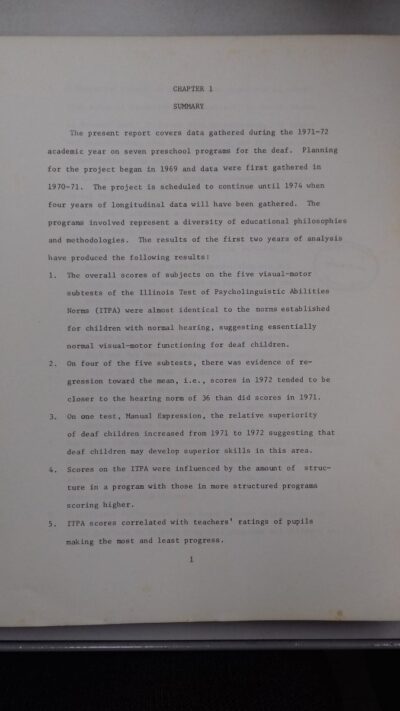 CHAPTER 1
SUMMARY
The present report covers data gathered during the 1971-72
academic year on seven preschool programs for the deaf. Planning
for the project began in 1969 and data were first gathered in
1970-71. The project is scheduled to continue until 1974 when
four years of longitudinal data will have been gathered. The
programs involved represent a diversity of educational philosophies
and methodologies. The results of the first two years of analysis
have produced the following results:
1. The overall scores of subjects on the five visual-motor
subtests of the Illinois Test of Psycholinguistic Abilities
Norms (ITPA) were almost identical to the norms established
for children with normal hearing, suggesting essentially
normal visual-motor functioning for deaf children.
2. On four of the five subtests, there was evidence of re-
gression toward the mean, i.e., scores in 1972 tended to be
closer to the hearing norm of 36 than did scores in 1971.
3. On one test, Manual Expression, the relative superiority
of deaf children increased from 1971 to 1972 suggesting that
deaf children may develop superior skills in this area.
4. Scores on the ITPA were influenced by the amount of struc-
ture in a program with those in more structured programs
scoring higher.
5. ITPA scores correlated with teachers' ratings of pupils
making the most and least progress.
1